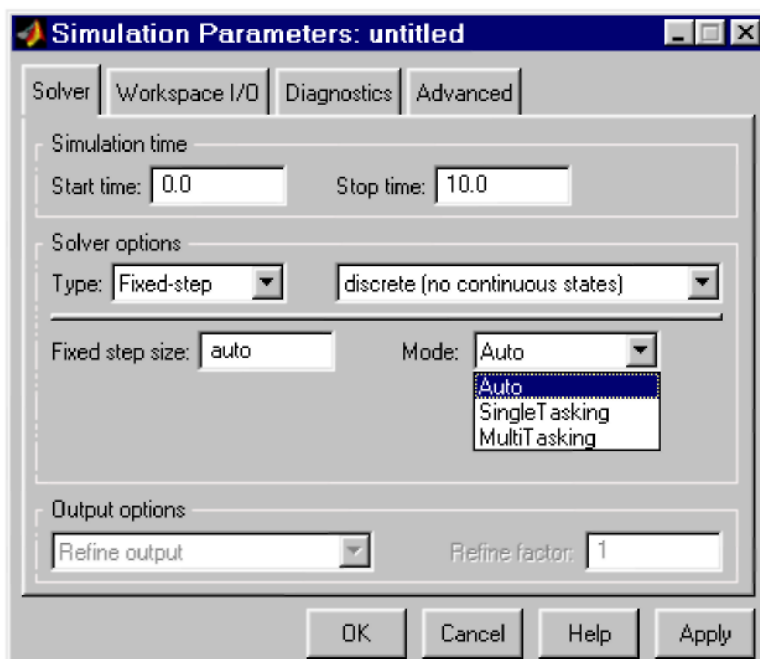 Simulation Parameters: untitled
Solver Workspace I/O Diagnostics Advanced
Simulation time
Start time: 0.0 Stop time: 10.0
Solver options
Type: Fixed-step discrete (no continuous states)
Fixed step size: auto Mode: Auto
Auto
SingleTasking
MultiTasking
Output options
Refine output Refine factor: 1
OK Cancel Help Apply